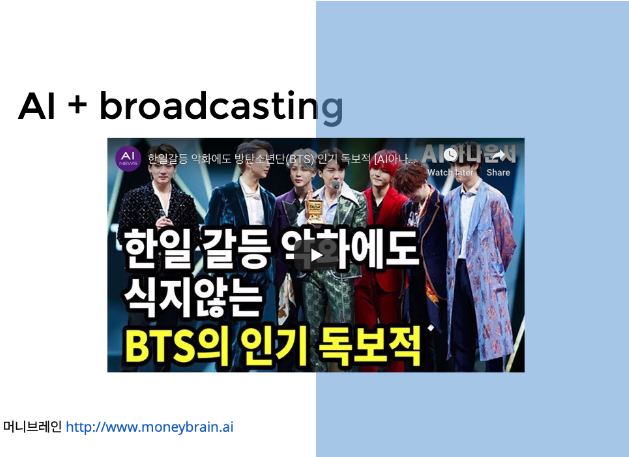 AI + broadcasting
AI
한일갈등 악화에도 방탄소년단(BTS) 인기 독보적 [AI아나...
AI아나운서
Watch later
Share
한일 갈등 악화에도
식지않는
BTS의 인기 독보적
머니브레인 http://www.moneybrain.ai